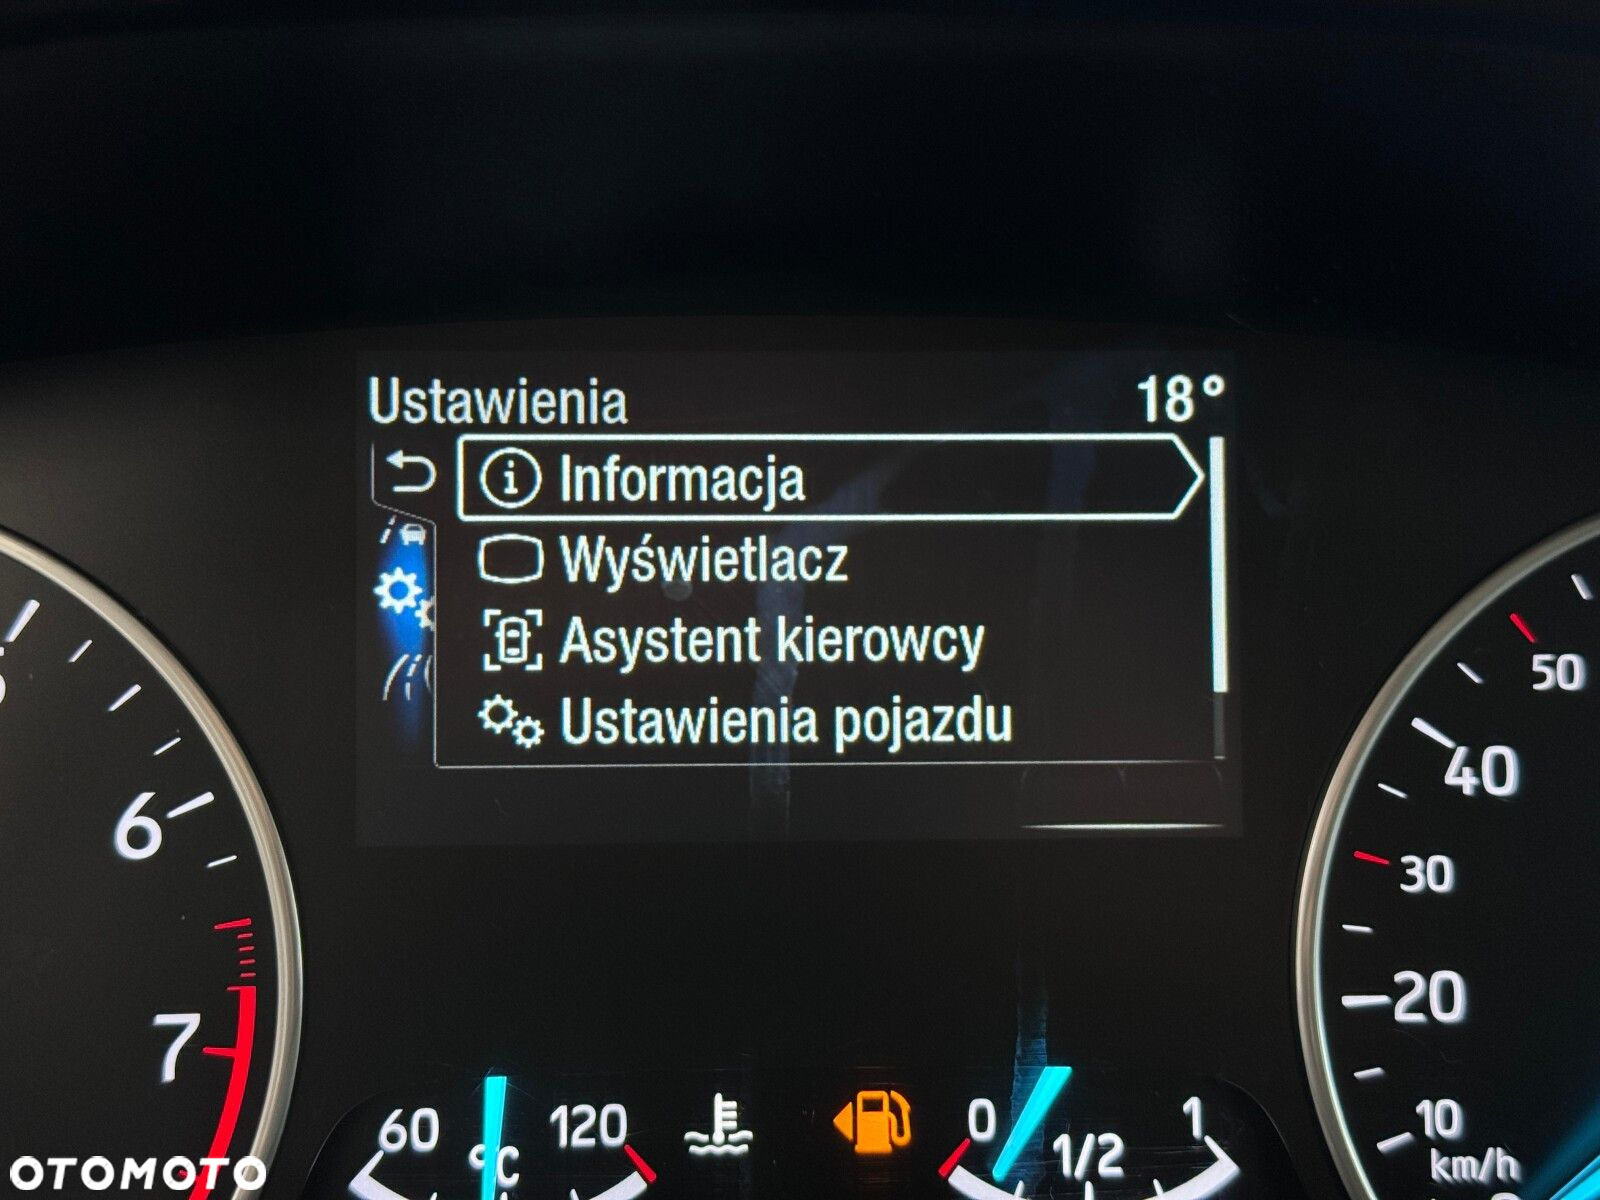 Ustawienia 18°
Informacja
Wyświetlacz
Asystent kierowcy
Ustawienia pojazdu
6
7
50
40
30
20
10
km/h
60 120
°C
0 1/2 1
OTOMOTO